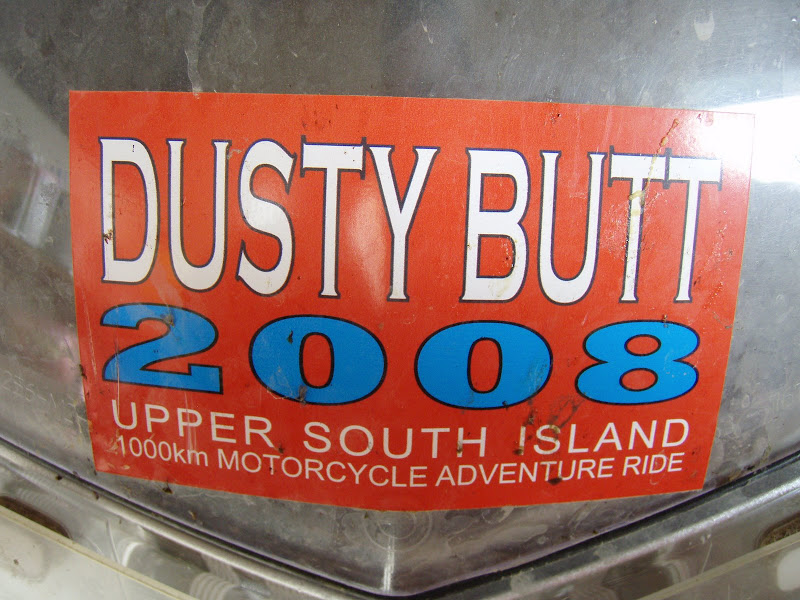 DUSTY BUTT
2008
UPPER SOUTH ISLAND
1000km MOTORCYCLE ADVENTURE RIDE